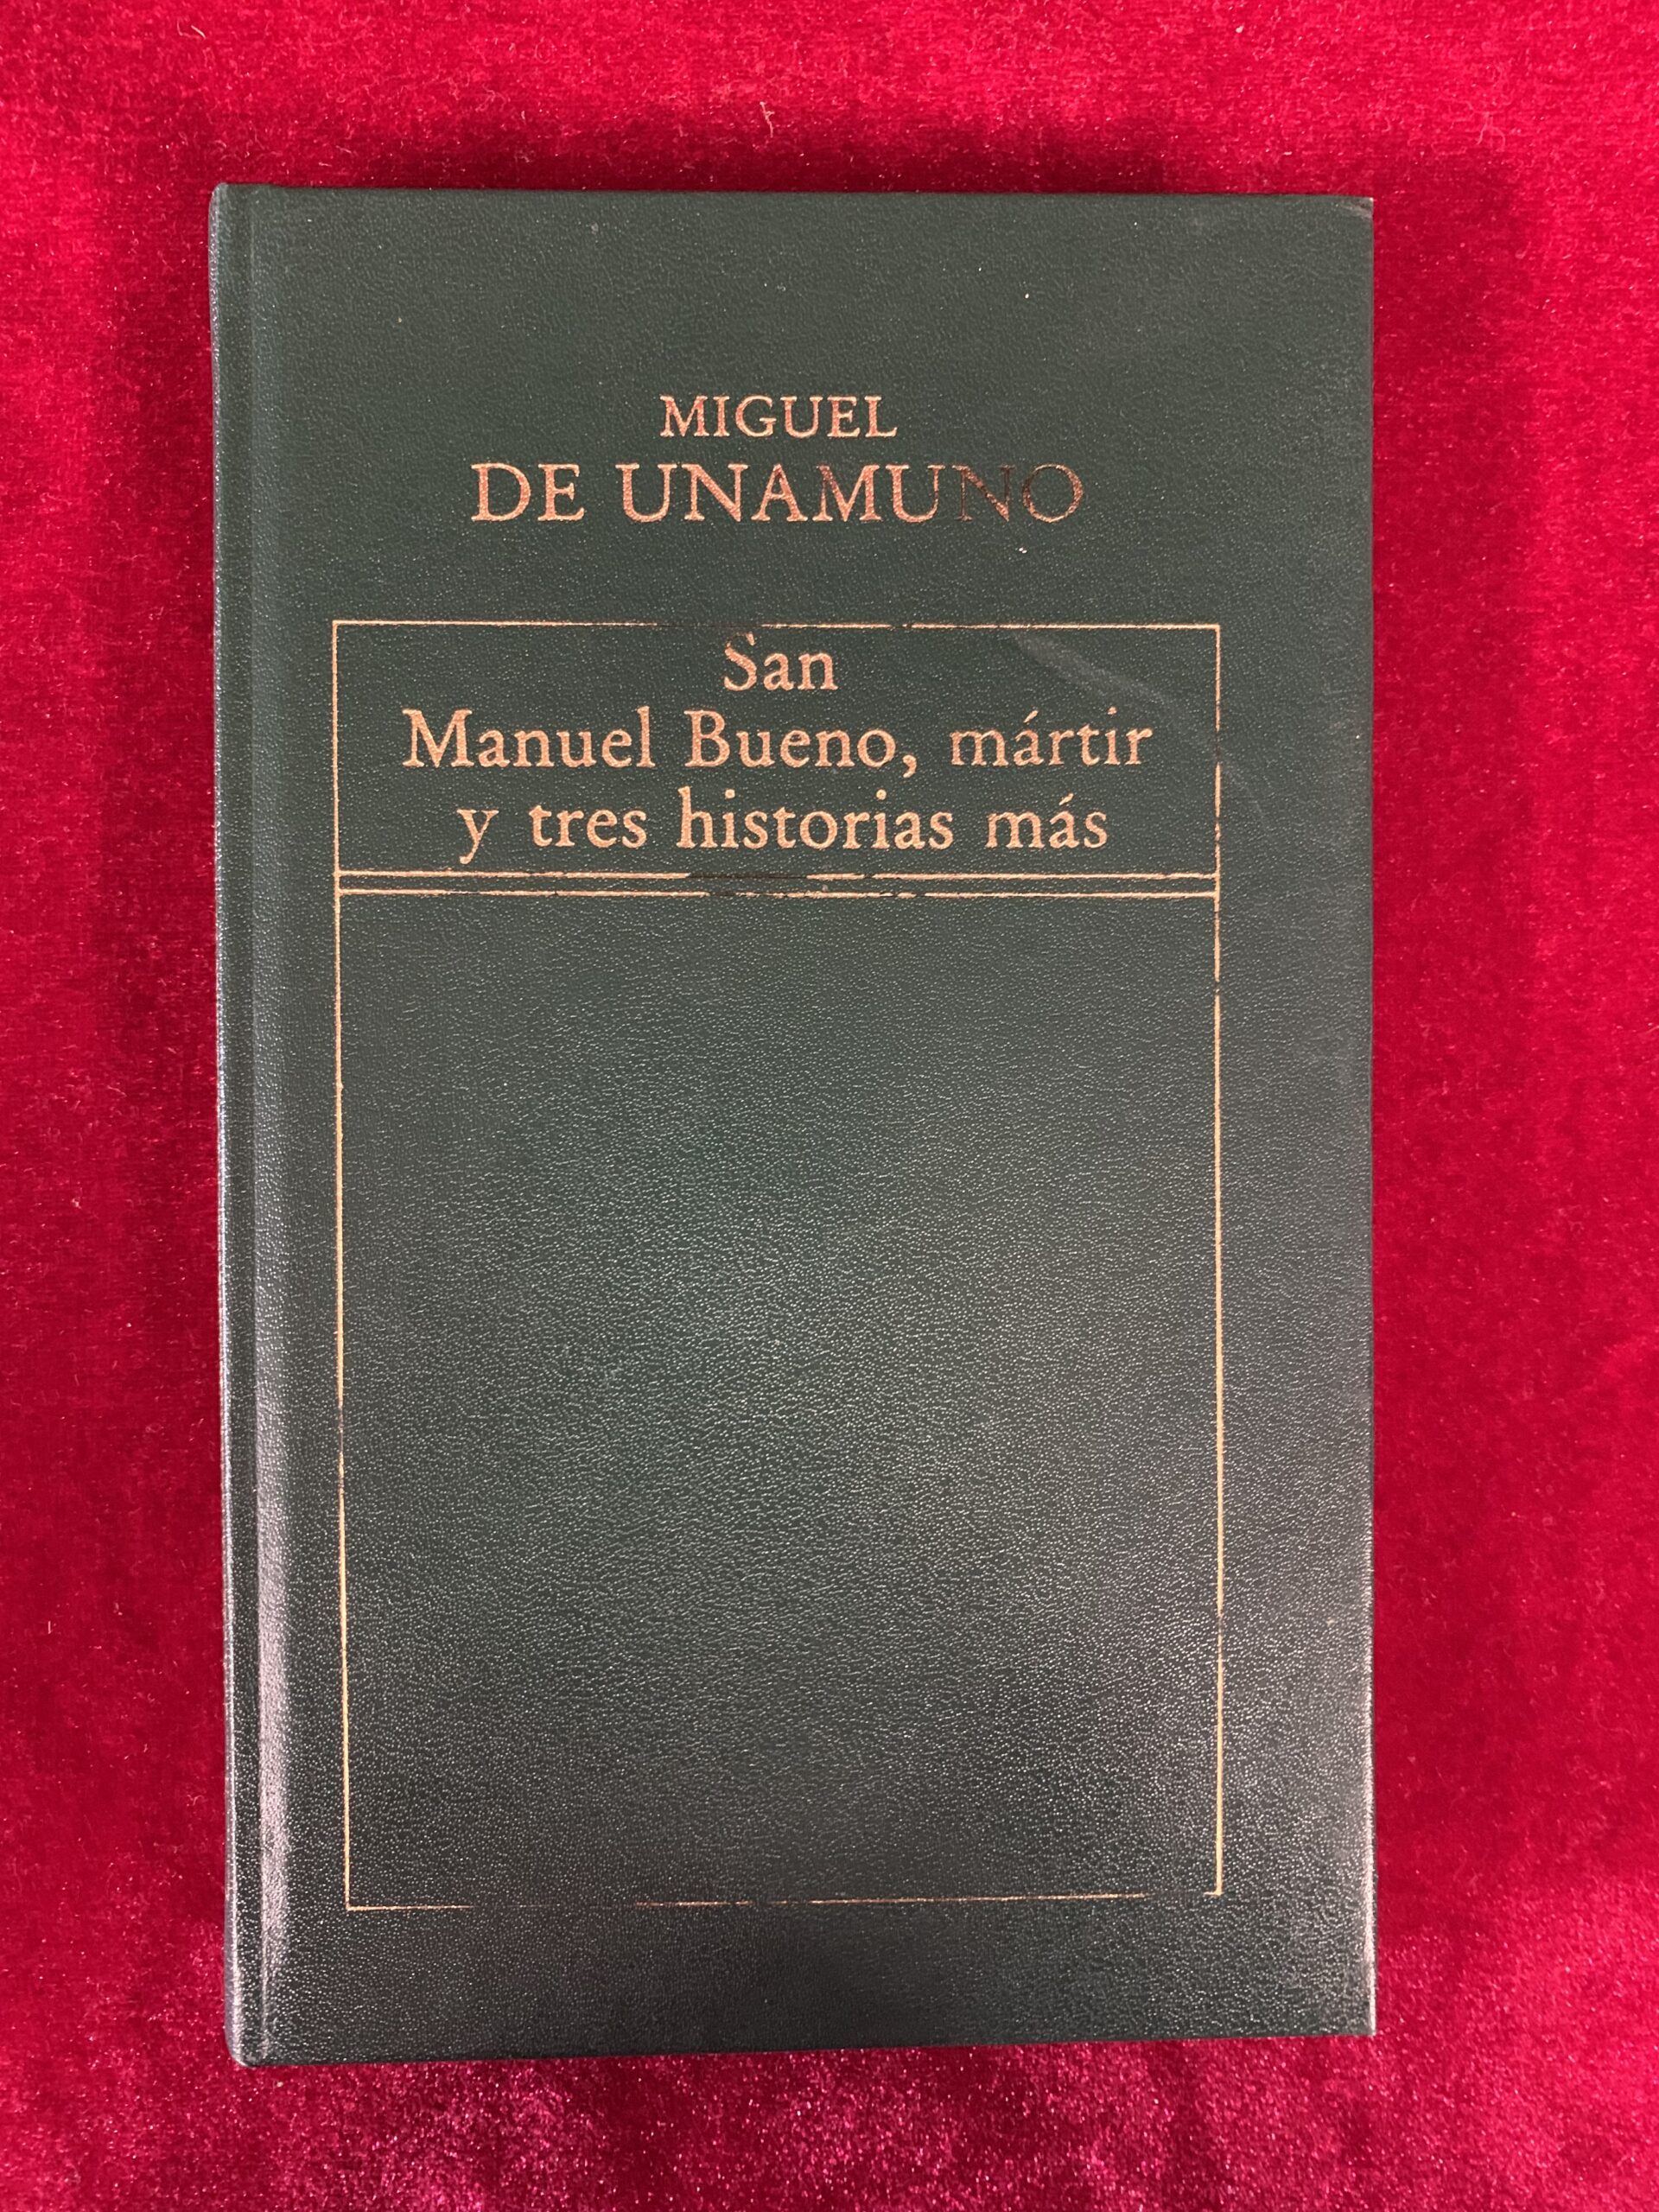 MIGUEL
DE UNAMUNO
San
Manuel Bueno, mártir
y tres historias más